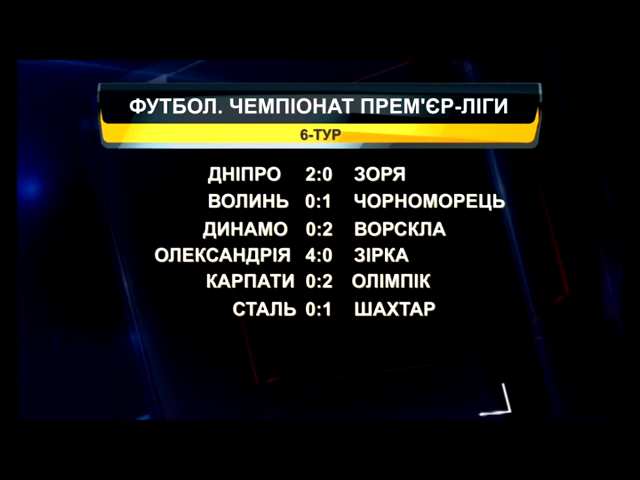 ФУТБОЛ. ЧЕМПІОНАТ ПРЕМ'ЄР-ЛІГИ
6-ТУР
ДНІПРО 2:0 ЗОРЯ
ВОЛИНЬ 0:1 ЧОРНОМОРЕЦЬ
ДИНАМО 0:2 ВОРСКЛА
ОЛЕКСАНДРІЯ 4:0 ЗІРКА
КАРПАТИ 0:2 ОЛІМПІК
СТАЛЬ 0:1 ШАХТАР